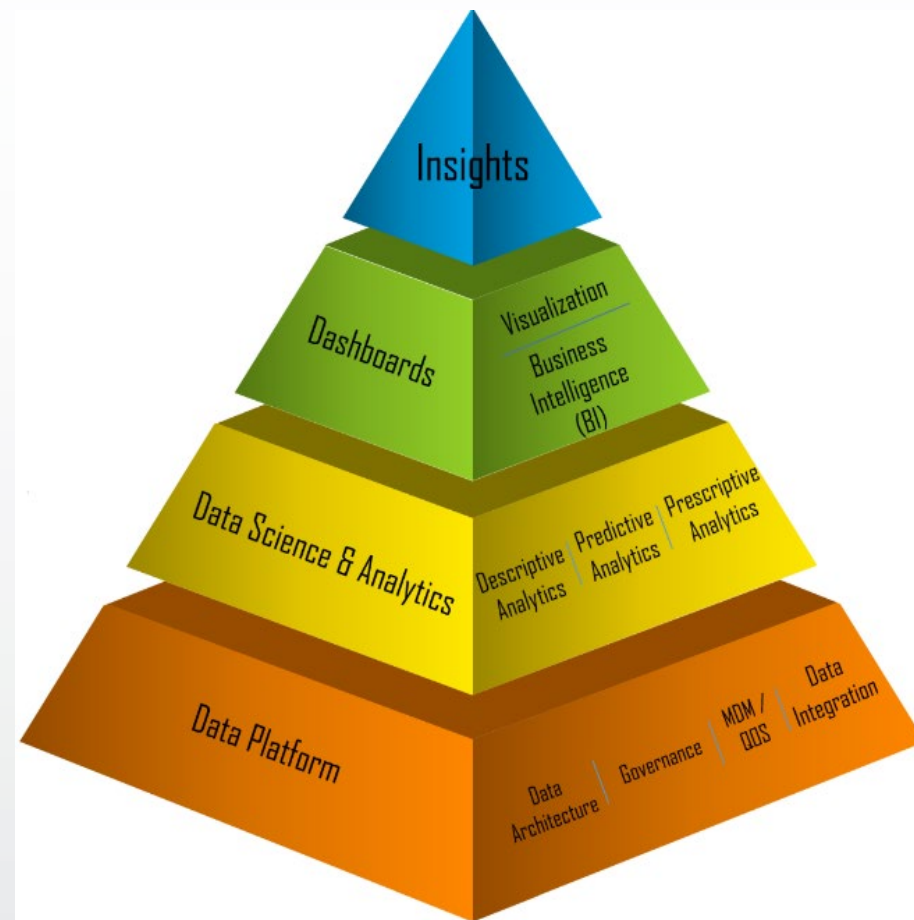 Insights
Dashboards
Visualization
Business
Intelligence
(BI)
Data Science & Analytics
Descriptive
Analytics
Predictive
Analytics
Prescriptive
Analytics
Data Platform
Data
Architecture
Governance
MDM /
QOS
Data
Integration